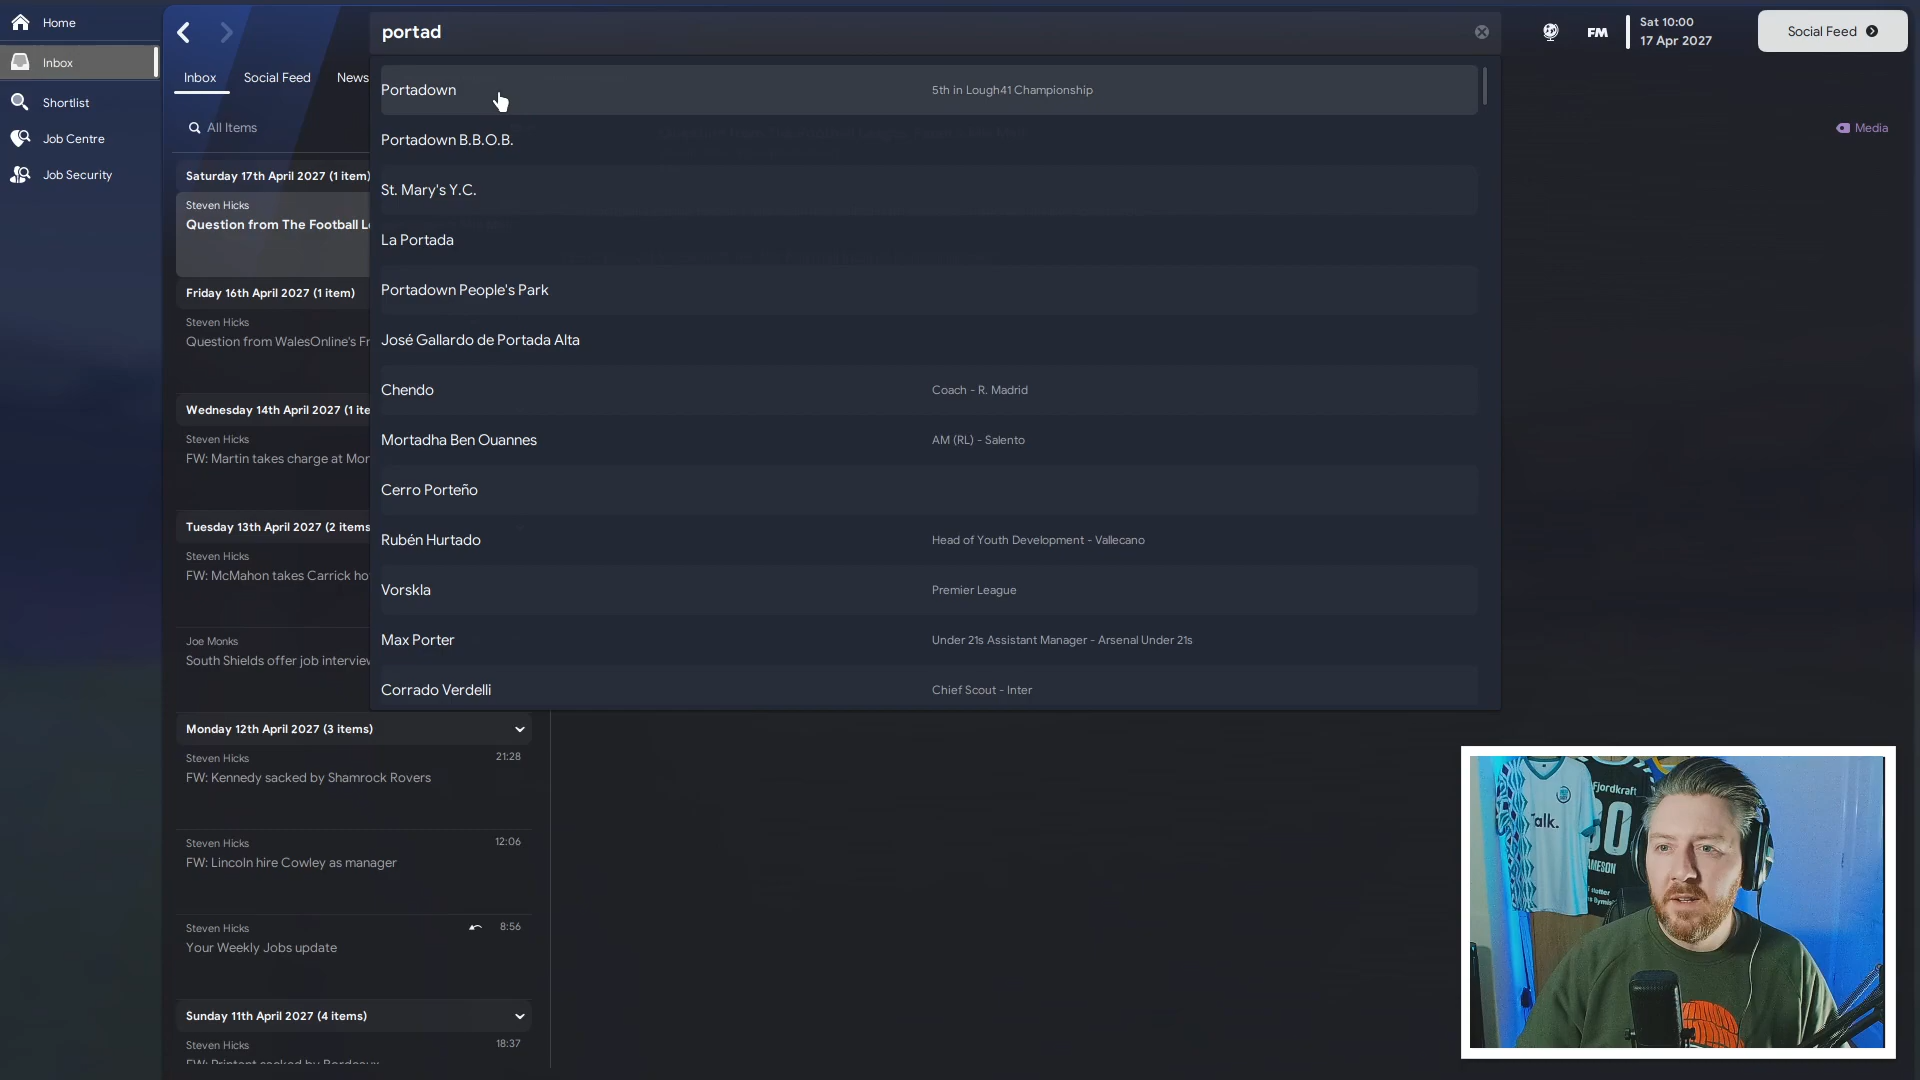 Home
Inbox
Shortlist
Job Centre
Job Security
portad
FM
Sat 10:00
17 Apr 2027
Social Feed
Inbox
Social Feed
News
All Items
Media
Portadown
5th in Lough41 Championship
Portadown B.B.O.B.
St. Mary's Y.C.
La Portada
Portadown People's Park
José Gallardo de Portada Alta
Chendo
Coach - R. Madrid
Mortadha Ben Ouannes
AM (RL) - Salento
Cerro Porteño
Rubén Hurtado
Head of Youth Development - Vallecano
Vorskla
Premier League
Max Porter
Under 21s Assistant Manager - Arsenal Under 21s
Corrado Verdelli
Chief Scout - Inter
Saturday 17th April 2027 (1 item)
Steven Hicks
Question from The Football L
Friday 16th April 2027 (1 item)
Steven Hicks
Question from WalesOnline's Fr
Wednesday 14th April 2027 (1 ite
Steven Hicks
FW: Martin takes charge at Mor
Tuesday 13th April 2027 (2 items
Steven Hicks
FW: McMahon takes Carrick ho
Joe Monks
South Shields offer job interview
Monday 12th April 2027 (3 items)
Steven Hicks
21:28
FW: Kennedy sacked by Shamrock Rovers
Steven Hicks
12:06
FW: Lincoln hire Cowley as manager
Steven Hicks
8:56
Your Weekly Jobs update
Sunday 11th April 2027 (4 items)
Steven Hicks
18:37
Fjordkraft
Talk.